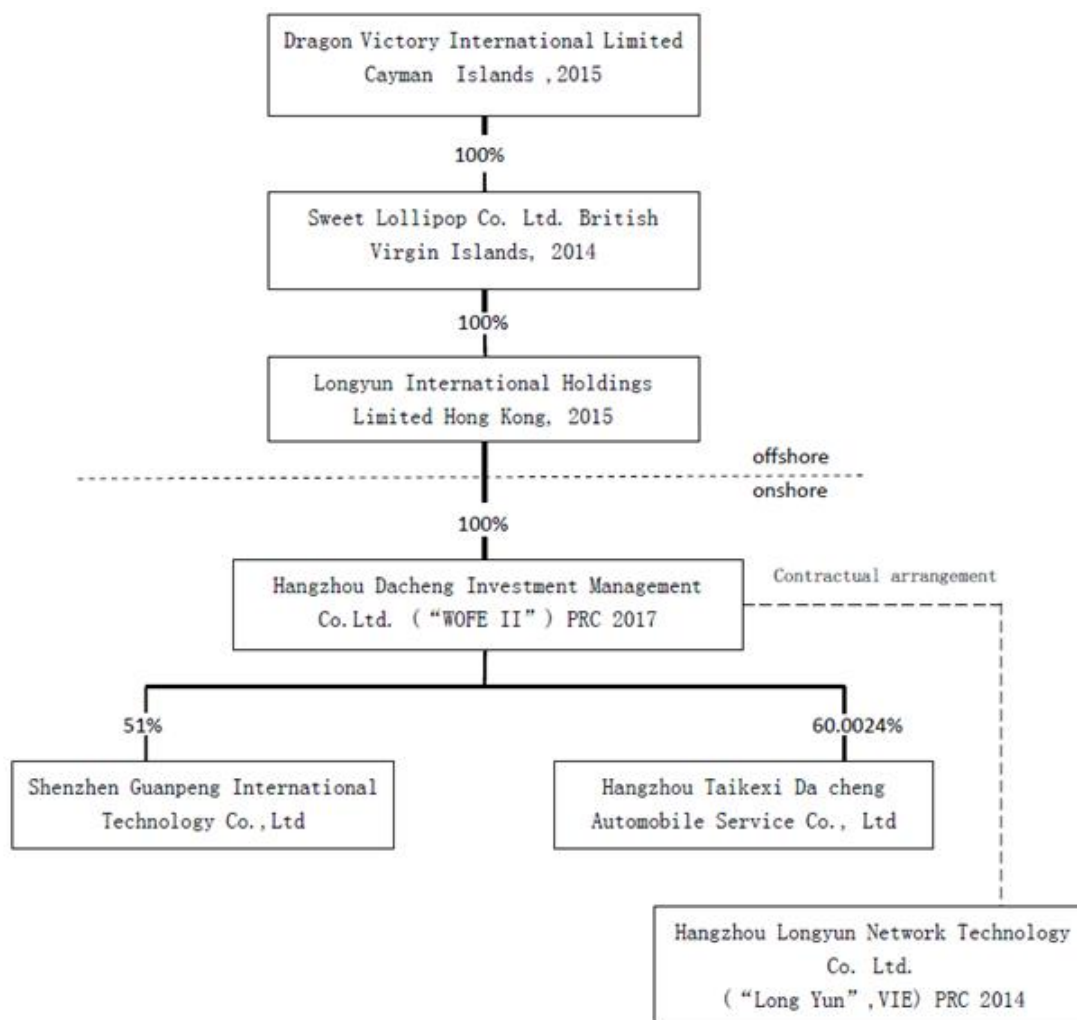 Dragon Victory International Limited
Cayman Islands ,2015
100%
Sweet Lollipop Co. Ltd. British
Virgin Islands, 2014
100%
Longyun International Holdings
Limited Hong Kong, 2015
offshore
onshore
100%
Hangzhou Dacheng Investment Management
Co.Ltd. (“WOFE II”) PRC 2017
Contractual arrangement
51%
60.0024%
Shenzhen Guanpeng International
Technology Co.,Ltd
Hangzhou Taikexi Da cheng
Automobile Service Co., Ltd
Hangzhou Longyun Network Technology
Co. Ltd.
(“Long Yun”,VIE) PRC 2014